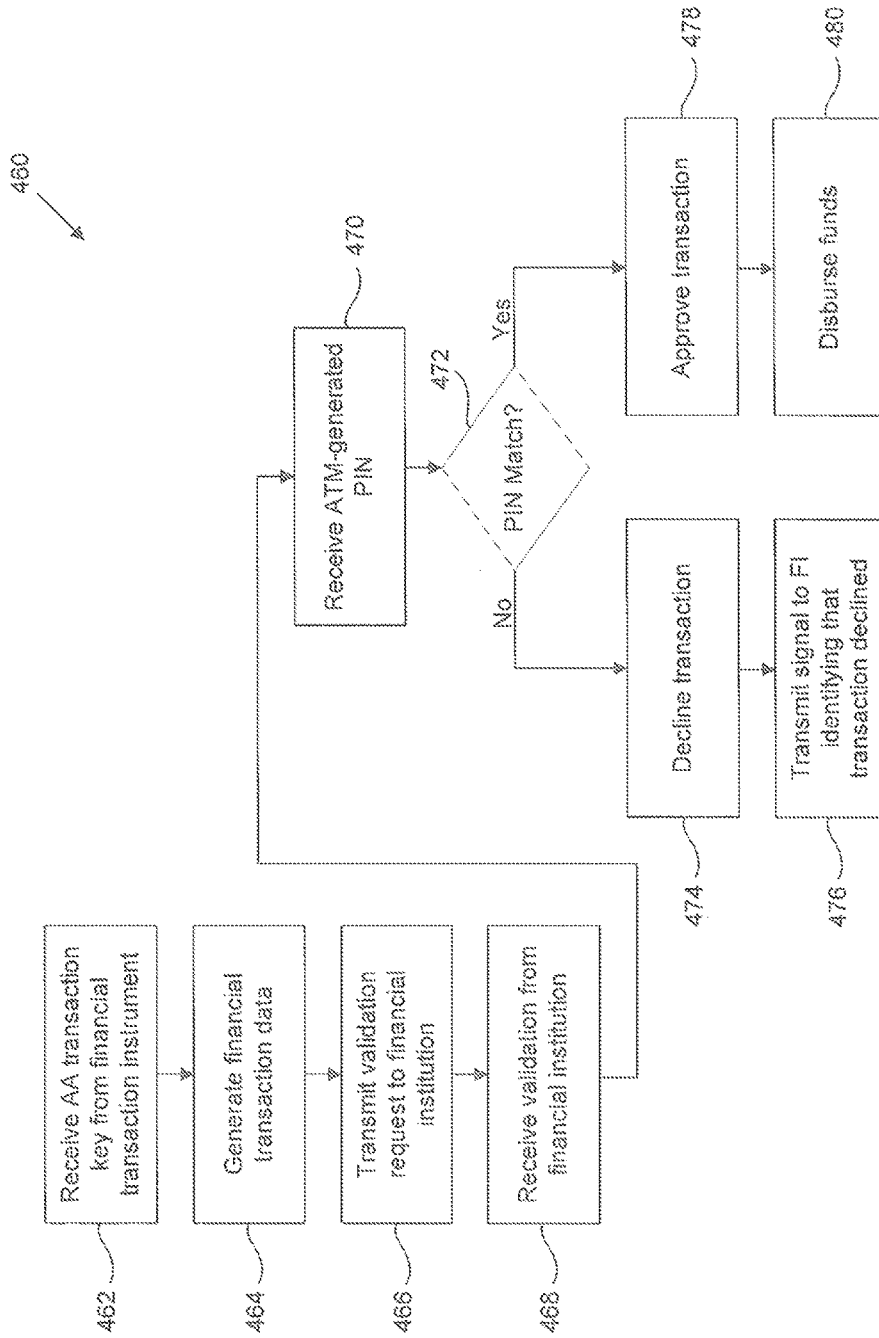 460
462
Receive AA transaction
key from financial
transaction instrument
464
Generate financial
transaction data
466
Transmit validation
request to financial
institution
468
Receive validation from
financial institution
470
Receive ATM-generated
PIN
472
PIN Match?
No
Yes
474
Decline transaction
476
Transmit signal to FI
identifying that
transaction declined
478
Approve transaction
480
Disburse funds